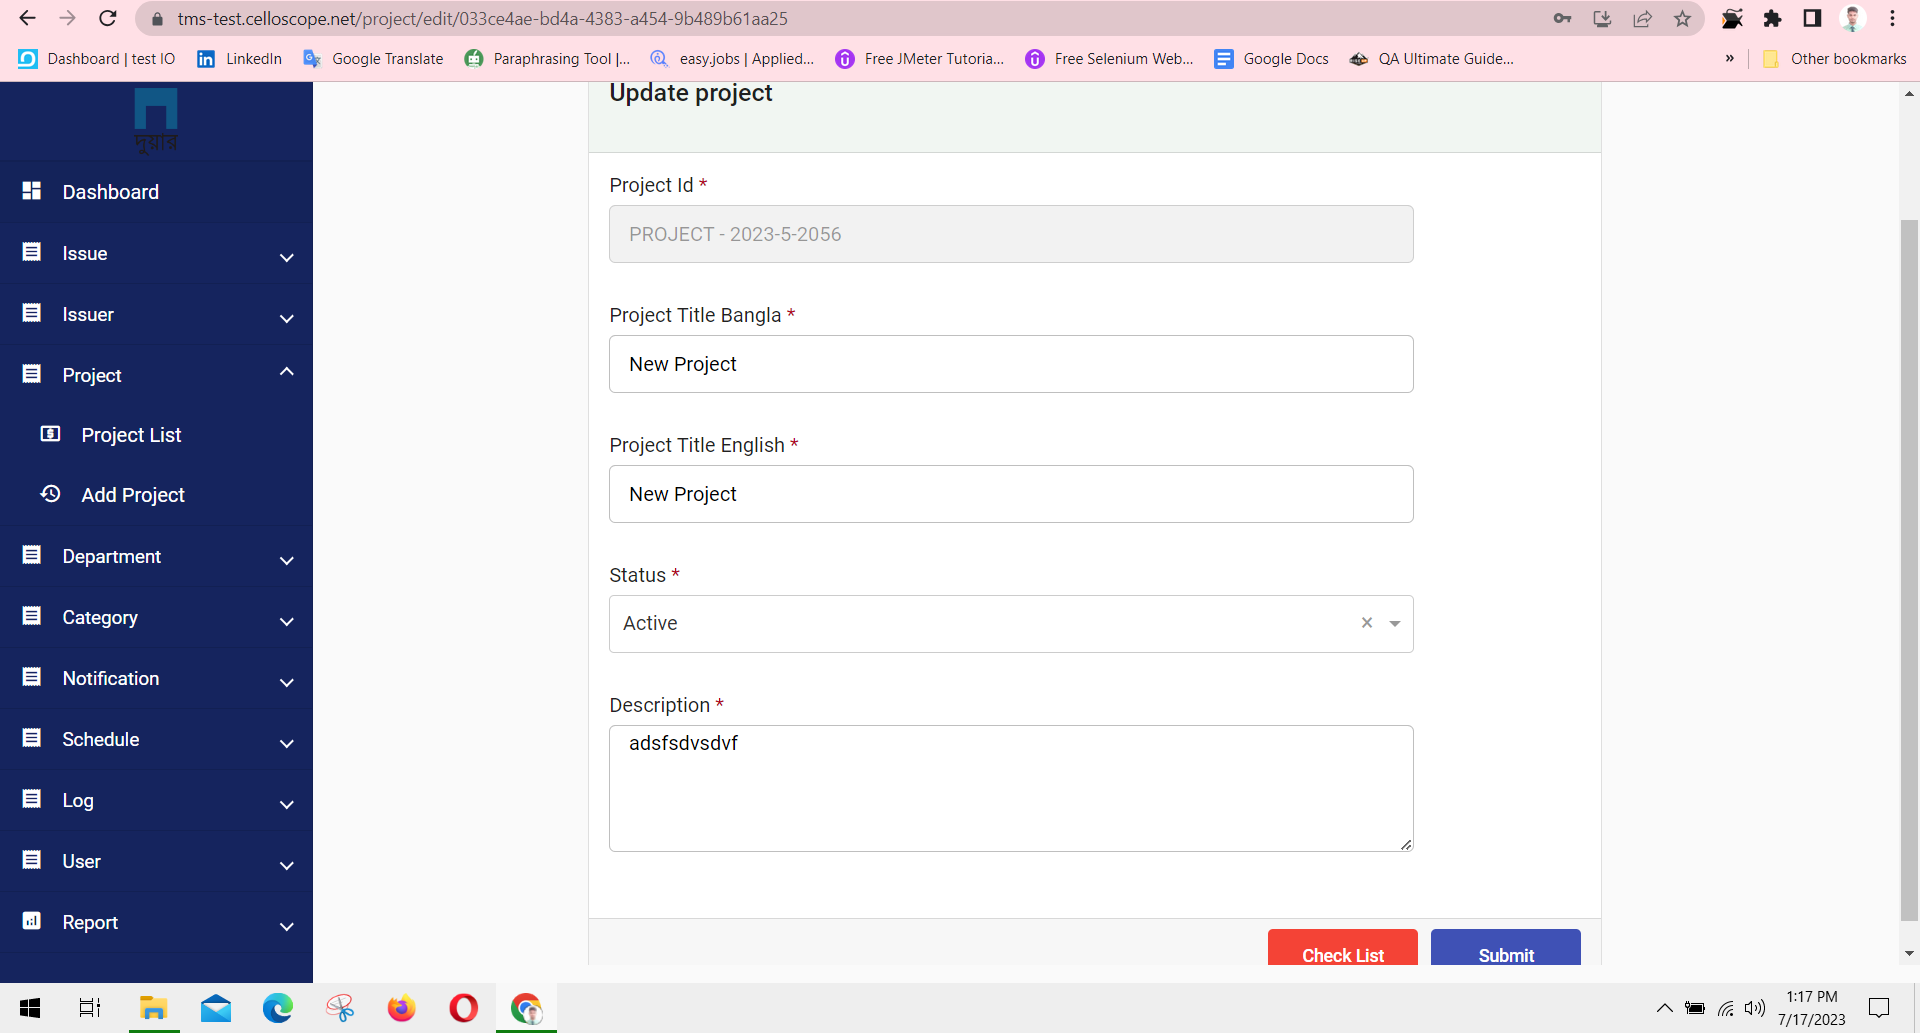 tms-test.celloscope.net/project/edit/033ce4ae-bd4a-4383-a454-9b489b61aa25
Dashboard | test IO
LinkedIn
Google Translate
Paraphrasing Tool |...
easy.jobs | Applied...
Free JMeter Tutoria...
Free Selenium Web...
Google Docs
QA Ultimate Guide...
»
Other bookmarks
দুয়ার
Dashboard
Issue
Issuer
Project
Project List
Add Project
Department
Category
Notification
Schedule
Log
User
Report
Update project
Project Id *
PROJECT - 2023-5-2056
Project Title Bangla *
New Project
Project Title English *
New Project
Status *
Active
Description *
adsfsdvsdvf
Check List
Submit
1:17 PM
7/17/2023